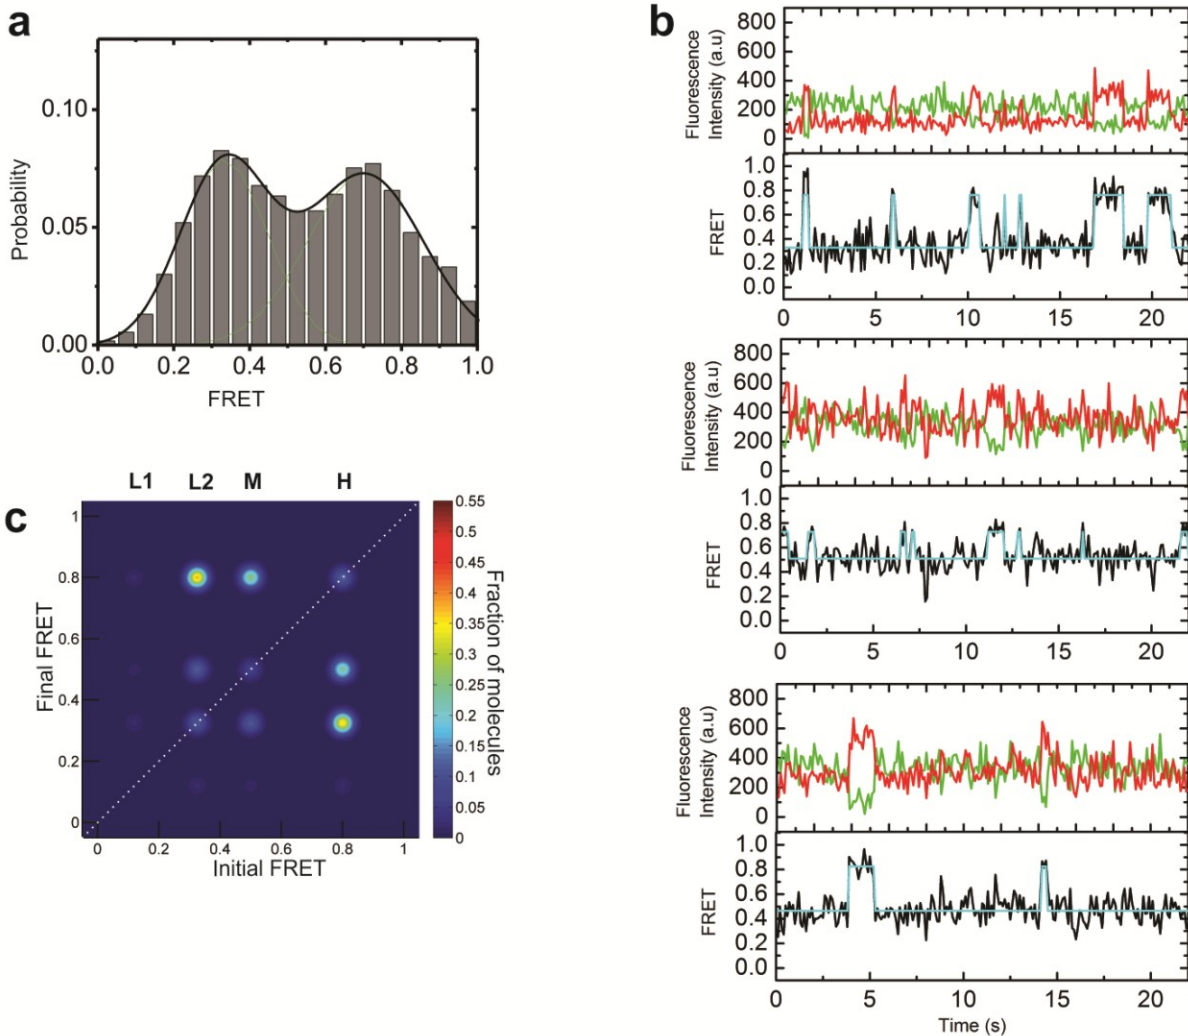 a
0.10
0.05
0.00
Probability
0.0 0.2 0.4 0.6 0.8 1.0
FRET
b
Fluorescence
Intensity (a.u)
800
600
400
200
0
FRET
1.0
0.8
0.6
0.4
0.2
0.0
0 5 10 15 20
Fluorescence
Intensity (a.u)
800
600
400
200
0
FRET
1.0
0.8
0.6
0.4
0.2
0.0
0 5 10 15 20
Fluorescence
Intensity (a.u)
800
600
400
200
0
FRET
1.0
0.8
0.6
0.4
0.2
0.0
0 5 10 15 20
Time (s)
c
L1 L2 M H
Final FRET
1
0.8
0.6
0.4
0.2
0
0 0.2 0.4 0.6 0.8 1
Initial FRET
0.55
0.5
0.45
0.4
0.35
0.3
0.25
0.2
0.15
0.1
0.05
0
Fraction of molecules